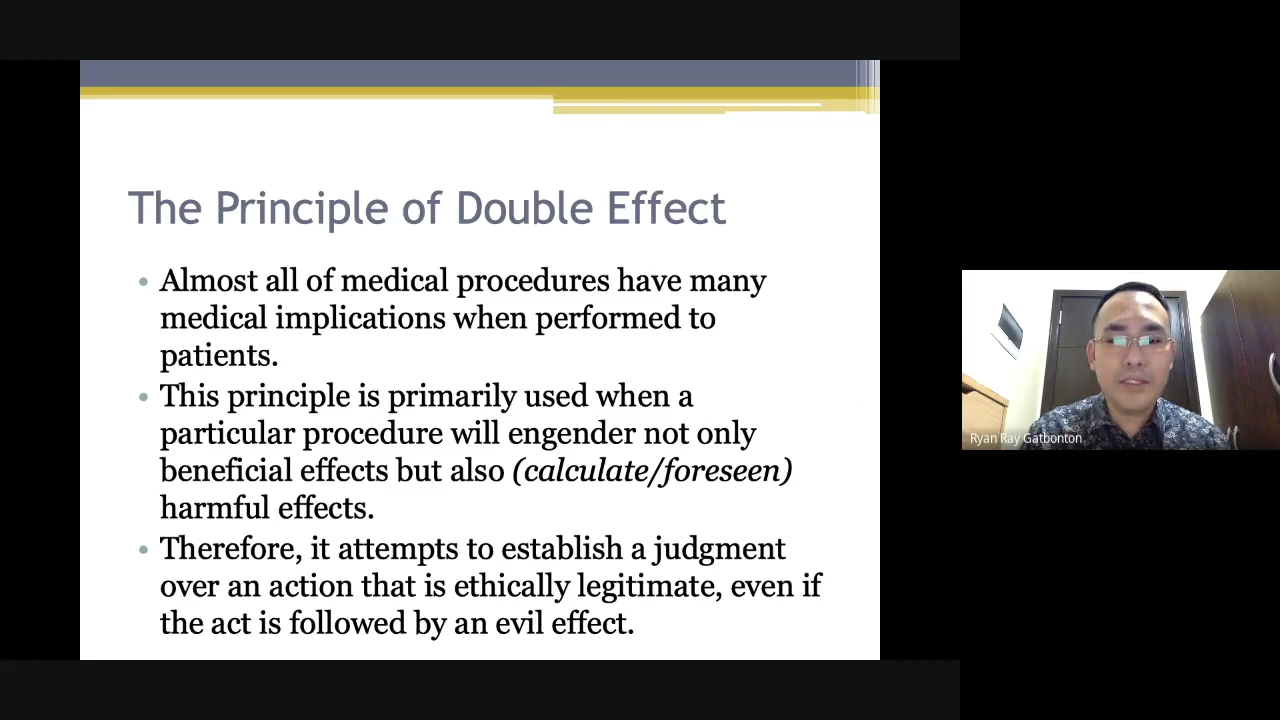 The Principle of Double Effect
• Almost all of medical procedures have many
medical implications when performed to
patients.
• This principle is primarily used when a
particular procedure will engender not only
beneficial effects but also (calculate/foreseen)
harmful effects.
• Therefore, it attempts to establish a judgment
over an action that is ethically legitimate, even if
the act is followed by an evil effect.
Ryan Ray Gatbonton